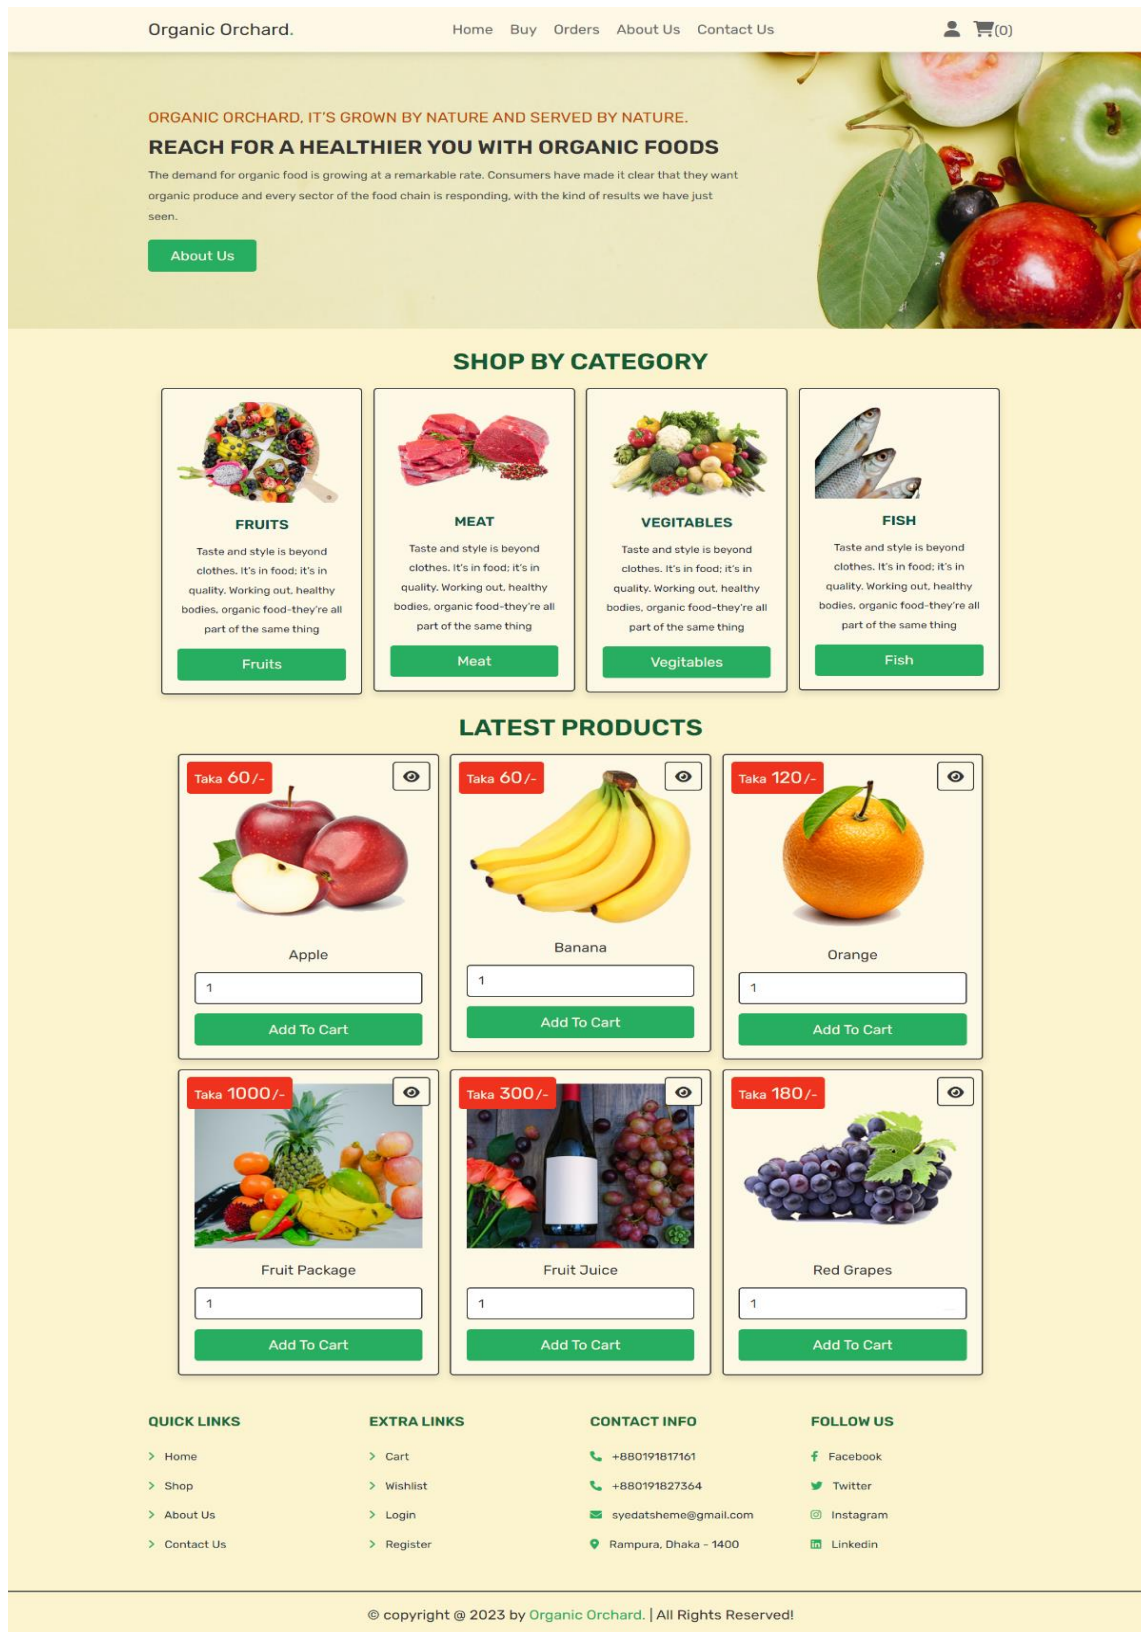 Organic Orchard.
Home Buy Orders About Us Contact Us
(0)
ORGANIC ORCHARD, IT'S GROWN BY NATURE AND SERVED BY NATURE.
REACH FOR A HEALTHIER YOU WITH ORGANIC FOODS
The demand for organic food is growing at a remarkable rate. Consumers have made it clear that they want
organic produce and every sector of the food chain is responding, with the kind of results we have just
seen.
About Us
SHOP BY CATEGORY
FRUITS
Taste and style is beyond
clothes. It's in food; it's in
quality. Working out, healthy
bodies, organic food-they're all
part of the same thing
Fruits
MEAT
Taste and style is beyond
clothes. It's in food; it's in
quality. Working out, healthy
bodies, organic food-they're all
part of the same thing
Meat
VEGITABLES
Taste and style is beyond
clothes. It's in food; it's in
quality. Working out, healthy
bodies, organic food-they're all
part of the same thing
Vegitables
FISH
Taste and style is beyond
clothes. It's in food; it's in
quality. Working out, healthy
bodies, organic food-they're all
part of the same thing
Fish
LATEST PRODUCTS
Taka 60/-
Apple
1
Add To Cart
Taka 60/-
Banana
1
Add To Cart
Taka 120/-
Orange
1
Add To Cart
Taka 1000/-
Fruit Package
1
Add To Cart
Taka 300/-
Fruit Juice
1
Add To Cart
Taka 180/-
Red Grapes
1
Add To Cart
QUICK LINKS
Home
Shop
About Us
Contact Us
EXTRA LINKS
Cart
Wishlist
Login
Register
CONTACT INFO
+880191817161
+880191827364
syedatsheme@gmail.com
Rampura, Dhaka - 1400
FOLLOW US
Facebook
Twitter
Instagram
Linkedin
© copyright @ 2023 by Organic Orchard. | All Rights Reserved!